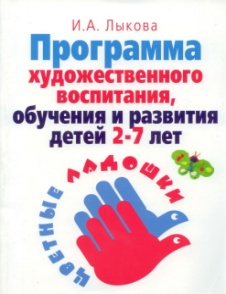 И.А. Лыкова
Программа
художественного
воспитания,
обучения и развития
детей 2-7 лет
ЦВЕТНЫЕ ЛАДОШКИ